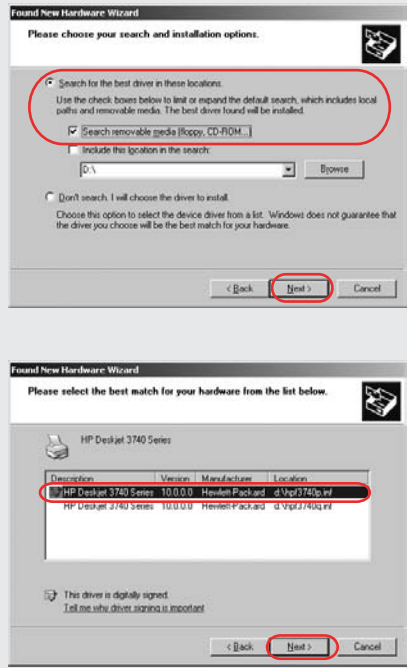 Found New Hardware Wizard
Please choose your search and installation options.
Search for the best driver in these locations.
Use the check boxes below to limit or expand the default search, which includes local
paths and removable media. The best driver found will be installed.
Search removable media (floppy, CD-ROM...)
Include this location in the search:
D:\
Browse
Don't search. I will choose the driver to install.
Choose this option to select the device driver from a list. Windows does not guarantee that
the driver you choose will be the best match for your hardware.
< Back
Next >
Cancel
Found New Hardware Wizard
Please select the best match for your hardware from the list below.
HP Deskjet 3740 Series
Description Version Manufacturer Location
HP Deskjet 3740 Series 10.0.0.0 Hewlett-Packard d:\hpf3740p.inf
HP Deskjet 3740 Series 10.0.0.0 Hewlett-Packard d:\hpf3740q.inf
This driver is digitally signed.
Tell me why driver signing is important
< Back
Next >
Cancel